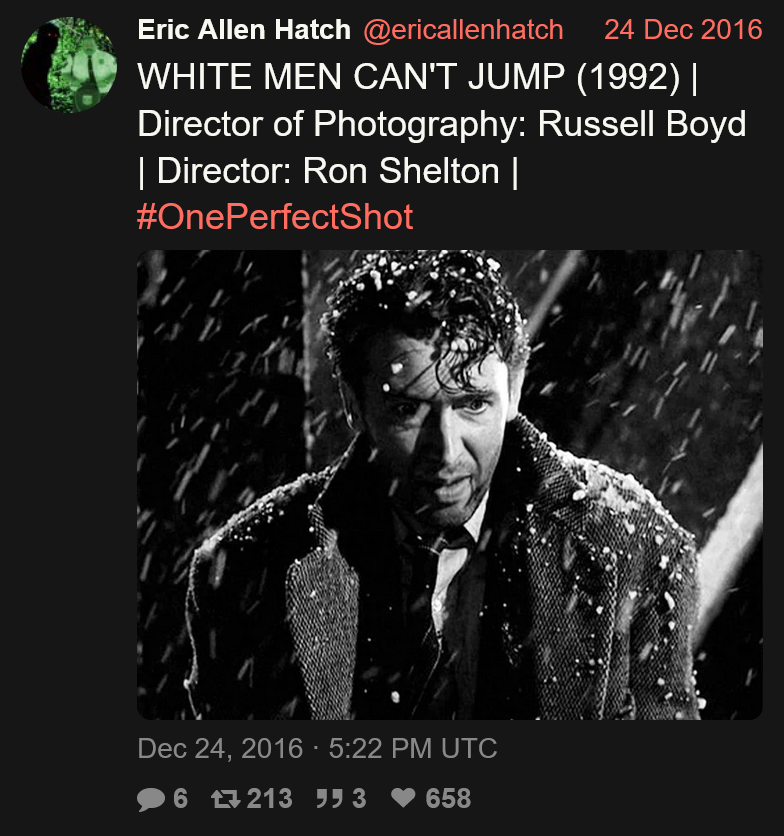 Eric Allen Hatch @ericallenhatch 24 Dec 2016
WHITE MEN CAN'T JUMP (1992) |
Director of Photography: Russell Boyd
| Director: Ron Shelton |
#OnePerfectShot
Dec 24, 2016 · 5:22 PM UTC
6 213 3 658